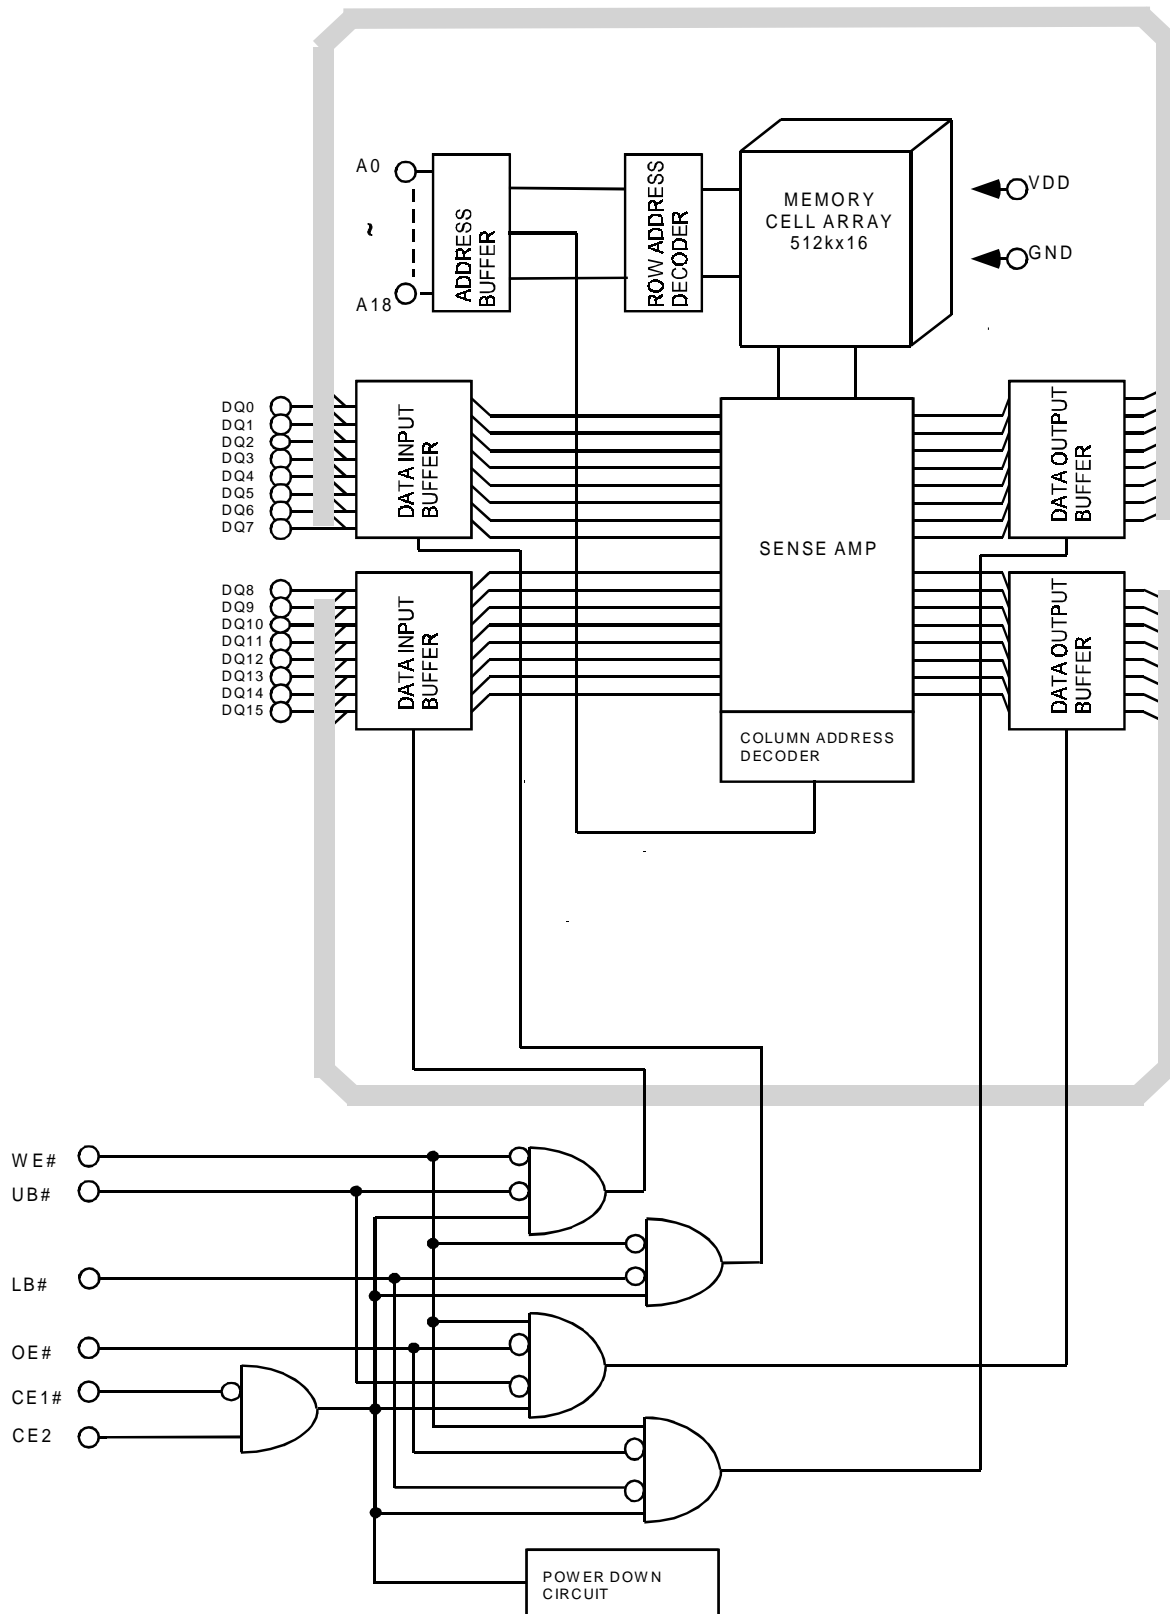 A0
~
A18
ADDRESS
BUFFER
ROW ADDRESS
DECODER
MEMORY
CELL ARRAY
512kx16
VDD
GND
DQ0
DQ1
DQ2
DQ3
DQ4
DQ5
DQ6
DQ7
DATA INPUT
BUFFER
SENSE AMP
DATA OUTPUT
BUFFER
DQ8
DQ9
DQ10
DQ11
DQ12
DQ13
DQ14
DQ15
DATA INPUT
BUFFER
DATA OUTPUT
BUFFER
COLUMN ADDRESS
DECODER
WE#
UB#
LB#
OE#
CE1#
CE2
POWER DOWN
CIRCUIT